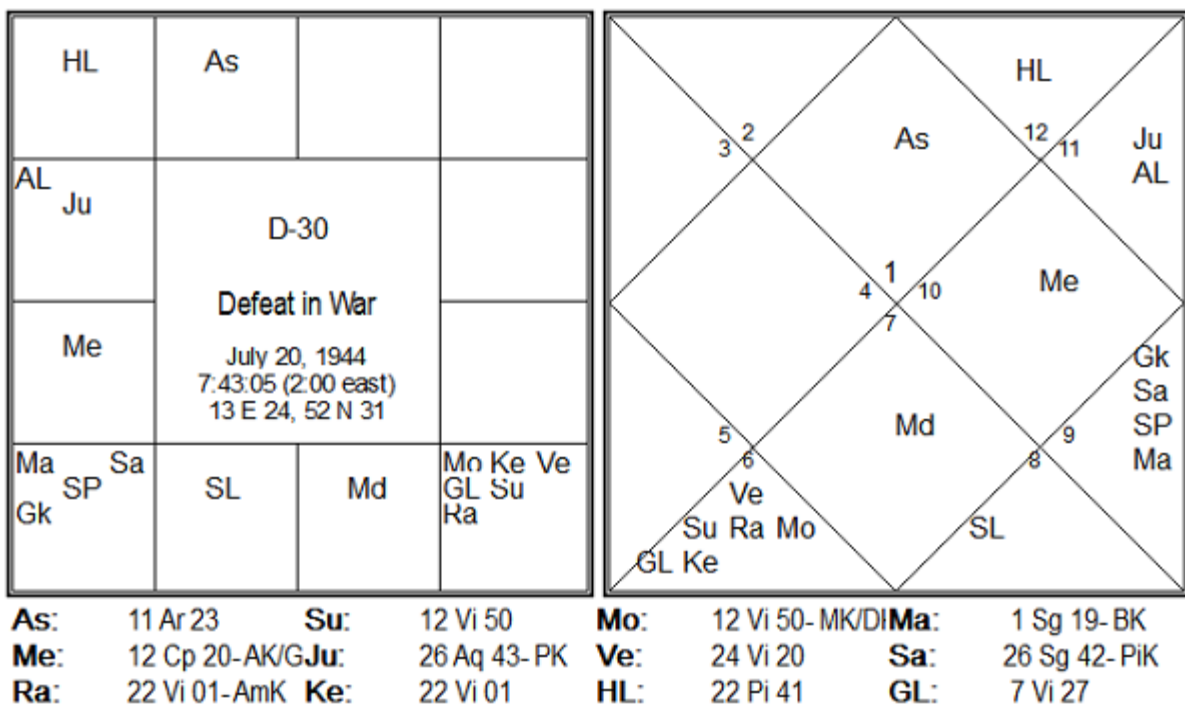 HL As
AL
Ju
D-30
Defeat in War
July 20, 1944
7:43:05 (2:00 east)
13 E 24, 52 N 31
Me
Ma Sa
SP
Gk
SL
Md
Mo Ke Ve
GL Su
Ra
HL
As
2
3
12
11
Ju
AL
1
4 10
7
Me
Gk
Sa
SP
Ma
Md
5
6
9
8
Ve
Su Ra Mo
GL Ke
SL
As: 11 Ar 23 Su: 12 Vi 50 Mo: 12 Vi 50- MK/DI Ma: 1 Sg 19- BK
Me: 12 Cp 20- AK/G Ju: 26 Aq 43- PK Ve: 24 Vi 20 Sa: 26 Sg 42- PiK
Ra: 22 Vi 01- AmK Ke: 22 Vi 01 HL: 22 Pi 41 GL: 7 Vi 27